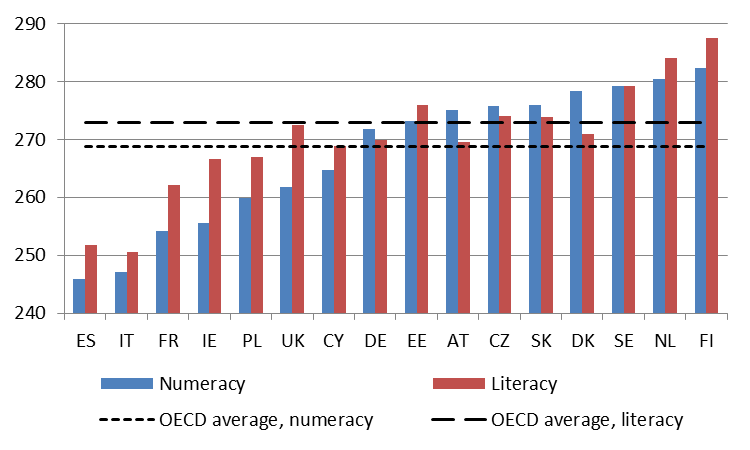 290
280
270
260
250
240
ES IT FR IE PL UK CY DE EE AT CZ SK DK SE NL FI
Numeracy Literacy
OECD average, numeracy OECD average, literacy